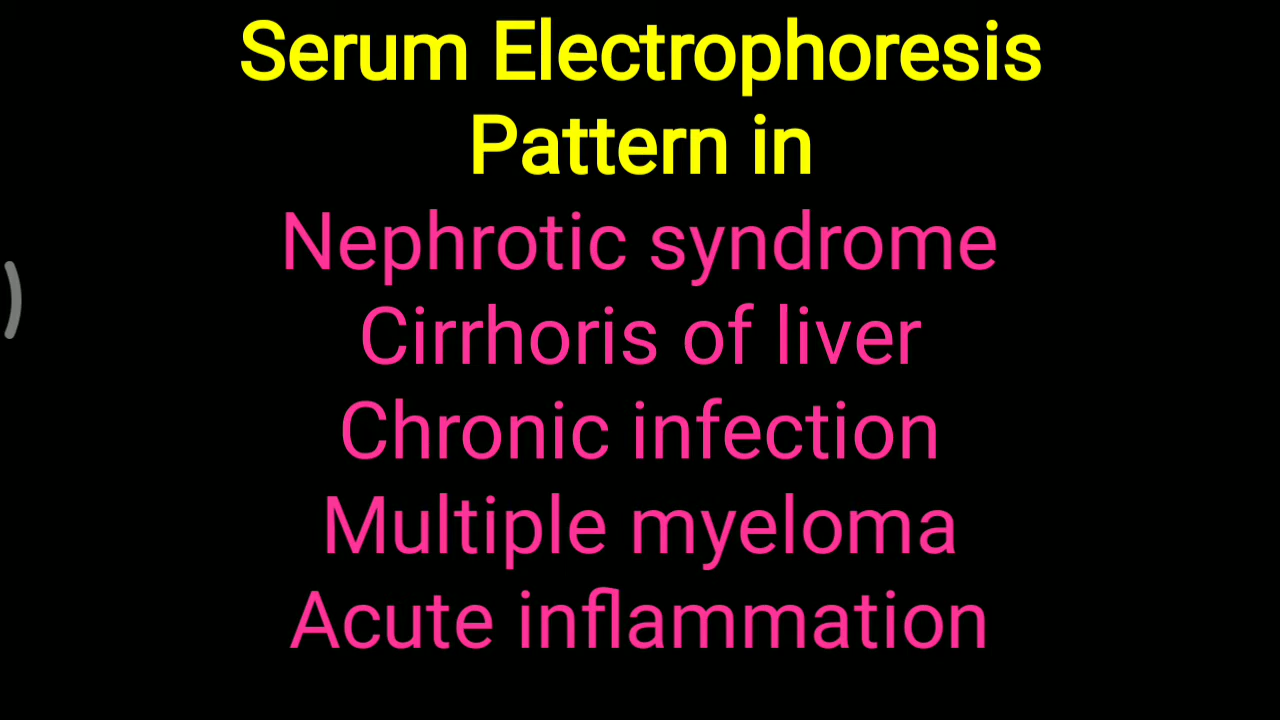 Serum Electrophoresis
Pattern in
Nephrotic syndrome
Cirrhoris of liver
Chronic infection
Multiple myeloma
Acute inflammation